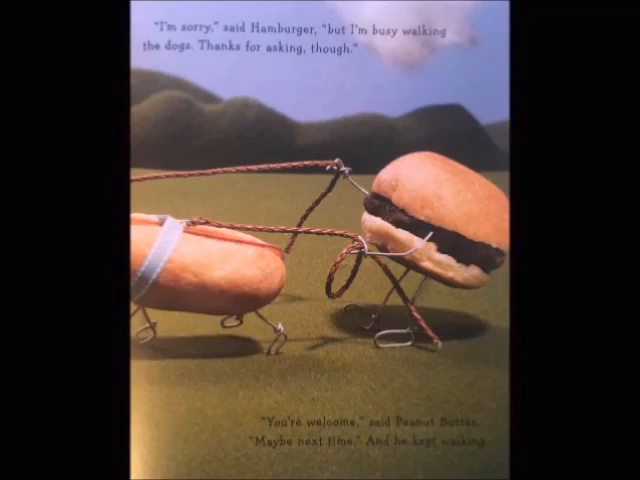 "I'm sorry," said Hamburger, "but I'm busy walking
the dogs. Thanks for asking, though."
"You're welcome," said Peanut Butter.
"Maybe next time." And he kept walking.